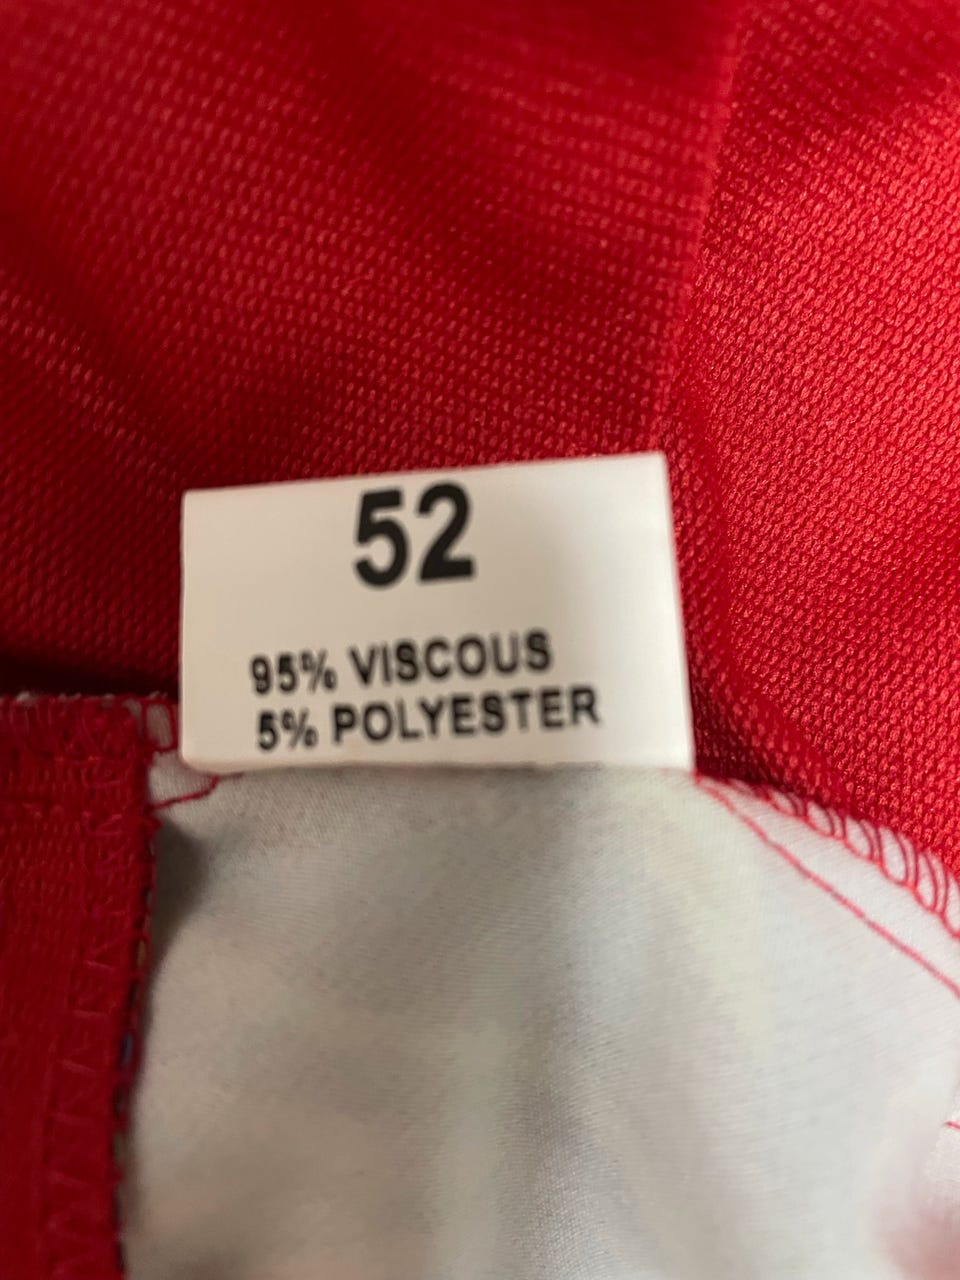 52
95% VISCOUS
5% POLYESTER